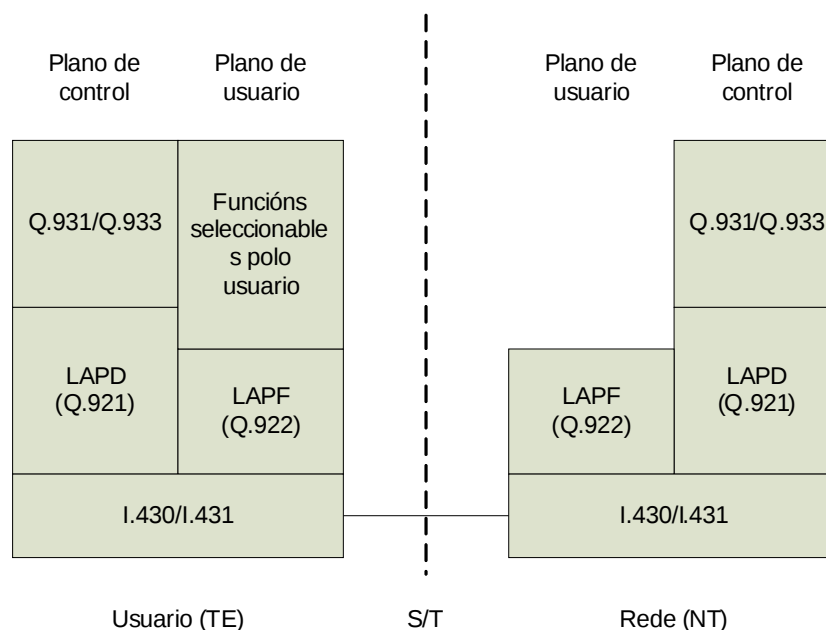 Plano de
control
Plano de
usuario
Plano de
usuario
Plano de
control
Q.931/Q.933
Funcións
seleccionable
s polo
usuario
Q.931/Q.933
LAPD
(Q.921)
LAPF
(Q.922)
LAPF
(Q.922)
LAPD
(Q.921)
I.430/I.431
I.430/I.431
Usuario (TE)
S/T
Rede (NT)